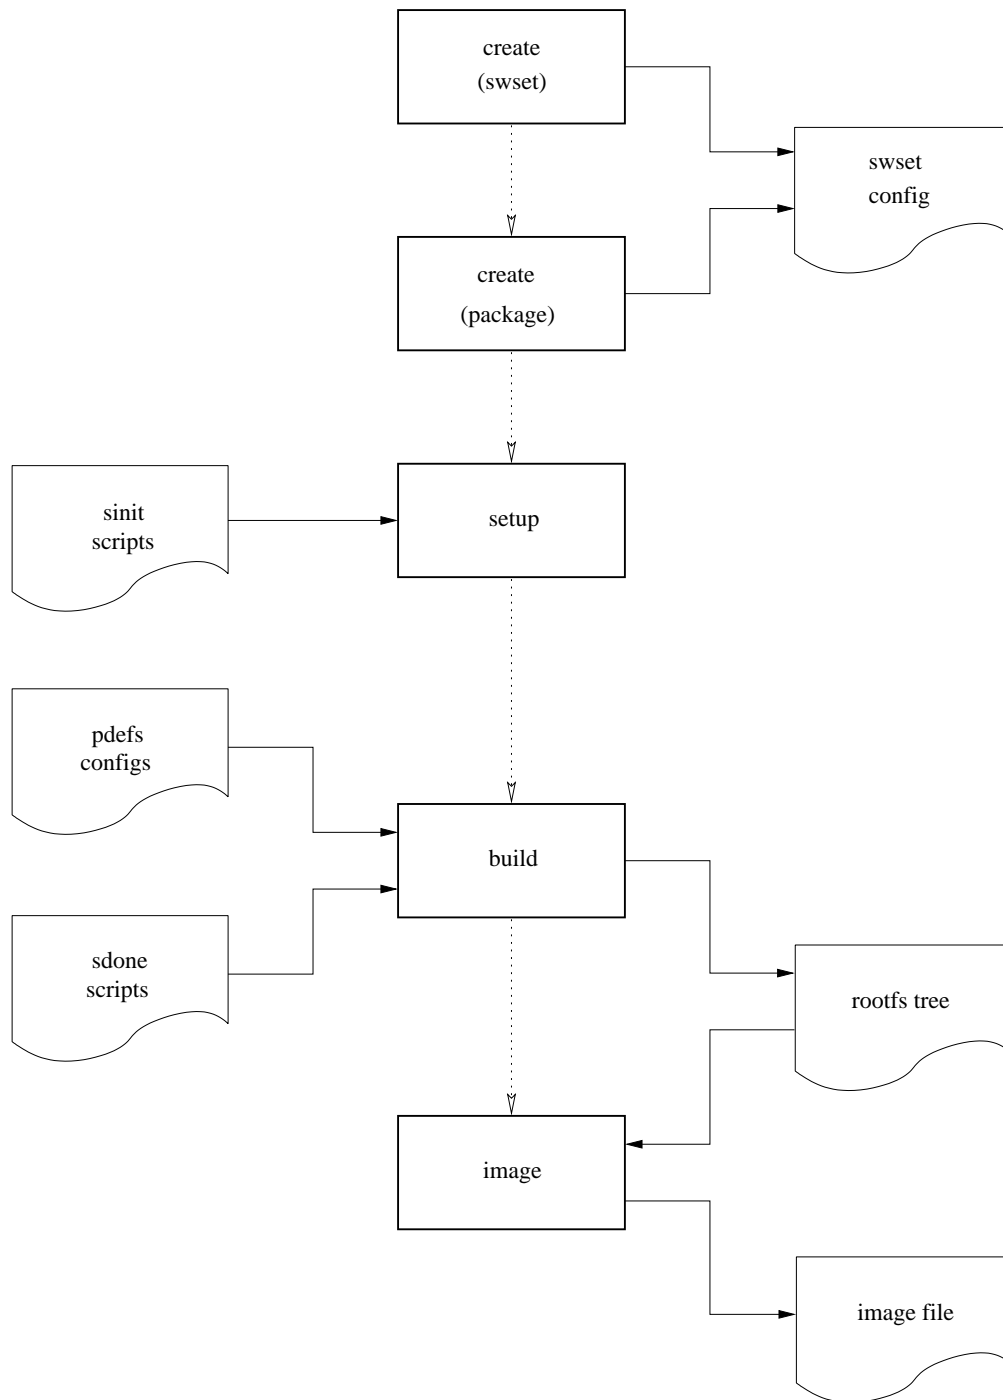 create
(swset)
swset
config
create
(package)
sinit
scripts
setup
pdefs
configs
build
sdone
scripts
rootfs tree
image
image file